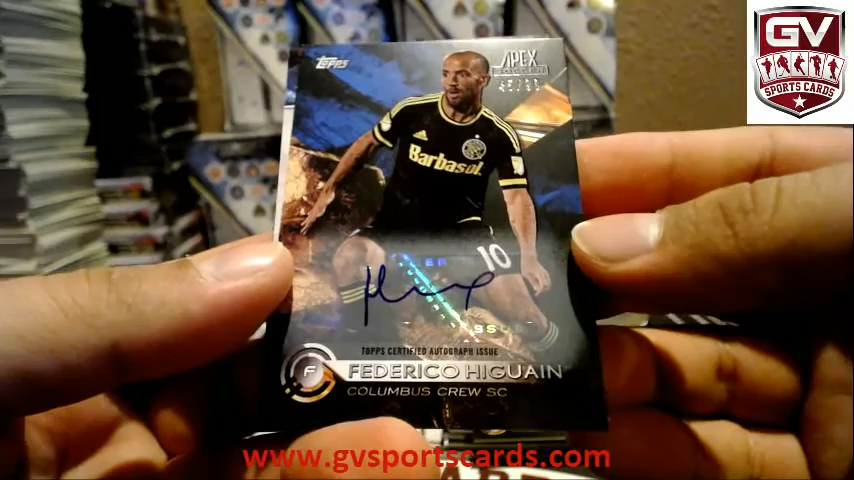 GV
SPORTS CARDS
Topps
APEX
Barbasol
10
TOPPS CERTIFIED AUTOGRAPH ISSUE
F
FEDERICO HIGUAIN
COLUMBUS CREW SC
www.gvsportscards.com